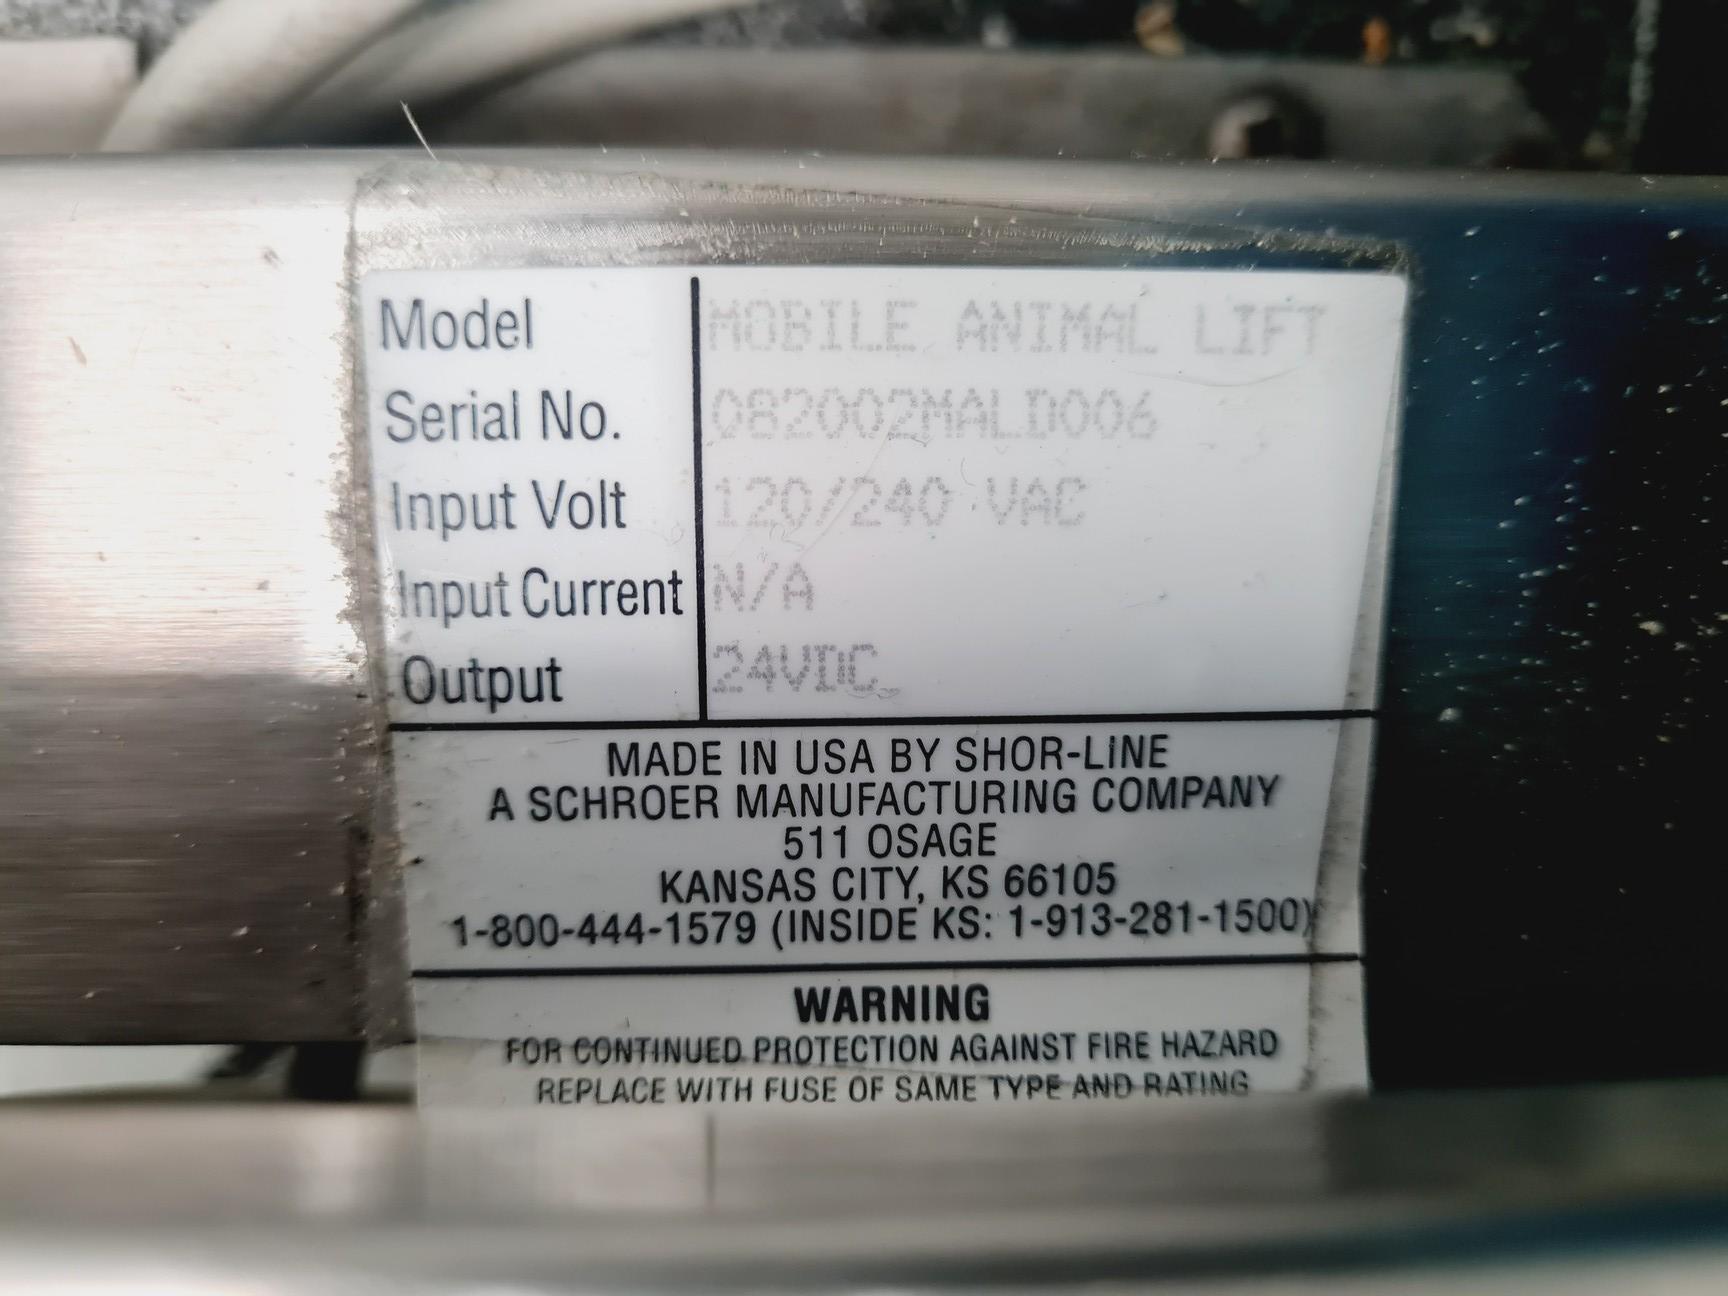 Model MOBILE ANIMAL LIFT
Serial No. 082002MALD006
Input Volt 120/240 VAC
Input Current N/A
Output 24VDC
MADE IN USA BY SHOR-LINE
A SCHROER MANUFACTURING COMPANY
511 OSAGE
KANSAS CITY, KS 66105
1-800-444-1579 (INSIDE KS: 1-913-281-1500)
WARNING
FOR CONTINUED PROTECTION AGAINST FIRE HAZARD
REPLACE WITH FUSE OF SAME TYPE AND RATING